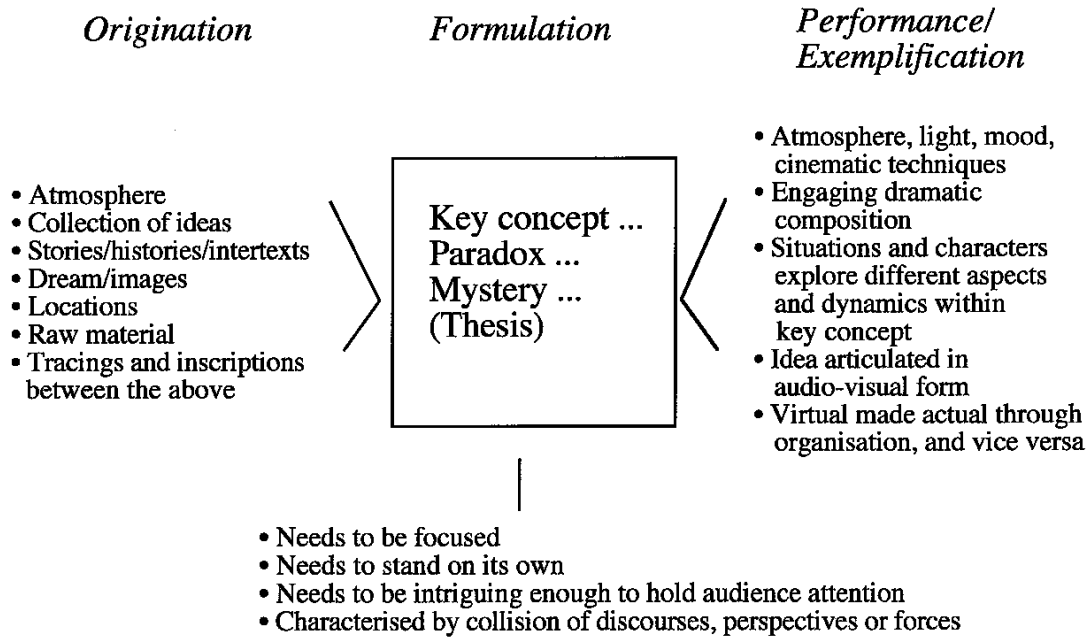 Origination
Formulation
Performance/
Exemplification
• Atmosphere
• Collection of ideas
• Stories/histories/intertexts
• Dream/images
• Locations
• Raw material
• Tracings and inscriptions
between the above
Key concept ...
Paradox ...
Mystery ...
(Thesis)
• Atmosphere, light, mood,
cinematic techniques
• Engaging dramatic
composition
• Situations and characters
explore different aspects
and dynamics within
key concept
• Idea articulated in
audio-visual form
• Virtual made actual through
organisation, and vice versa
• Needs to be focused
• Needs to stand on its own
• Needs to be intriguing enough to hold audience attention
• Characterised by collision of discourses, perspectives or forces